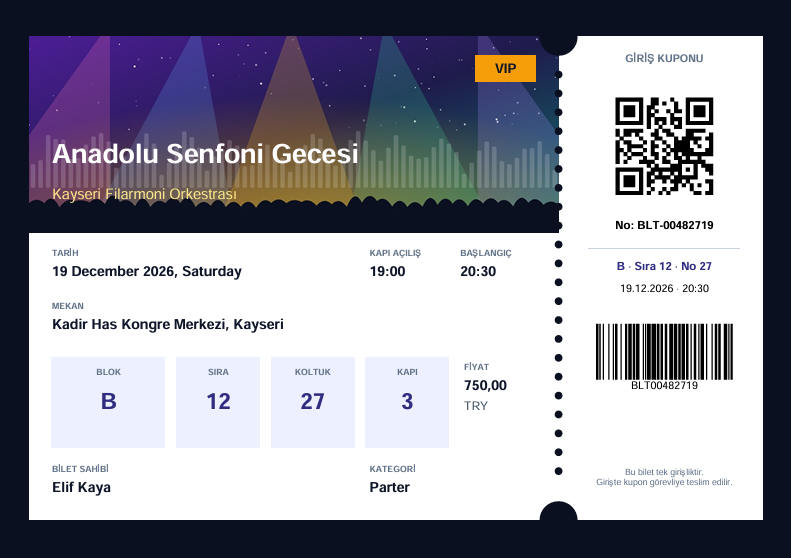 VIP
Anadolu Senfoni Gecesi
Kayseri Filarmoni Orkestrası
TARİH
19 December 2026, Saturday
KAPI AÇILIŞ
19:00
BAŞLANGIÇ
20:30
MEKAN
Kadir Has Kongre Merkezi, Kayseri
BLOK
B
SIRA
12
KOLTUK
27
KAPI
3
FİYAT
750,00
TRY
BİLET SAHİBİ
Elif Kaya
KATEGORİ
Parter
GİRİŞ KUPONU
No: BLT-00482719
B · Sıra 12 · No 27
19.12.2026 · 20:30
BLT00482719
Bu bilet tek girişliktir.
Girişte kupon görevliye teslim edilir.